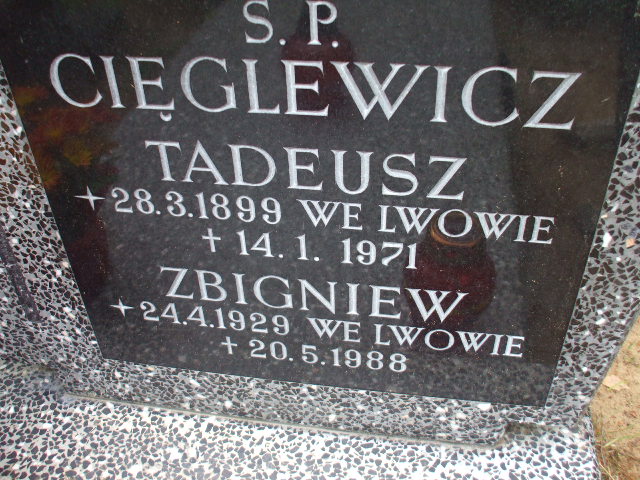 S. P.
CIĘGLEWICZ
TADEUSZ
28.3.1899 WE LWOWIE
† 14. 1. 1971
ZBIGNIEW
24.4.1929 WE LWOWIE
† 20.5.1988